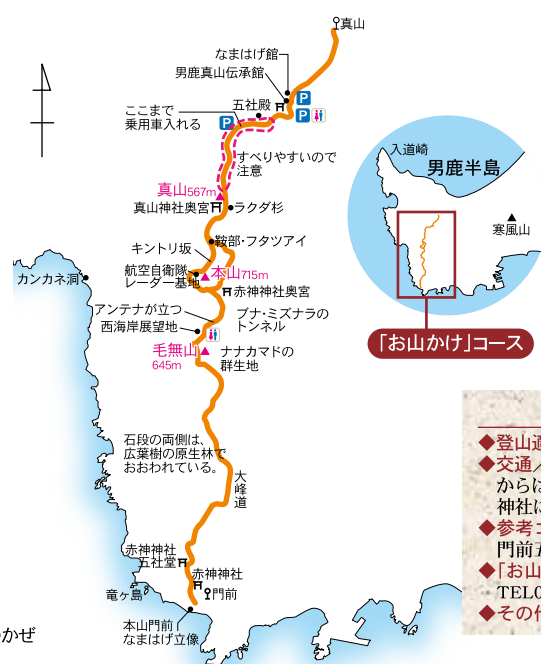 真山
なまはげ館
男鹿真山伝承館
P
五社殿
P
ここまで
乗用車入れる
P
すべりやすいので
注意
真山567m
真山神社奥宮
ラクダ杉
鞍部・フタツアイ
キントリ坂
航空自衛隊
レーダー基地
本山715m
赤神神社奥宮
カンカネ洞
アンテナが立つ
西海岸展望地
ブナ・ミズナラの
トンネル
毛無山
645m
ナナカマドの
群生地
石段の両側は、
広葉樹の原生林で
おおわれている。
大峰道
赤神神社
五社堂
赤神神社
門前
竜ヶ島
本山門前
なまはげ立像
かぜ
入道崎
男鹿半島
寒風山
「お山かけ」コース
◆登山道
◆交通／
からは
神社に
◆参考コ
門前五
◆「お山
TEL0
◆その他